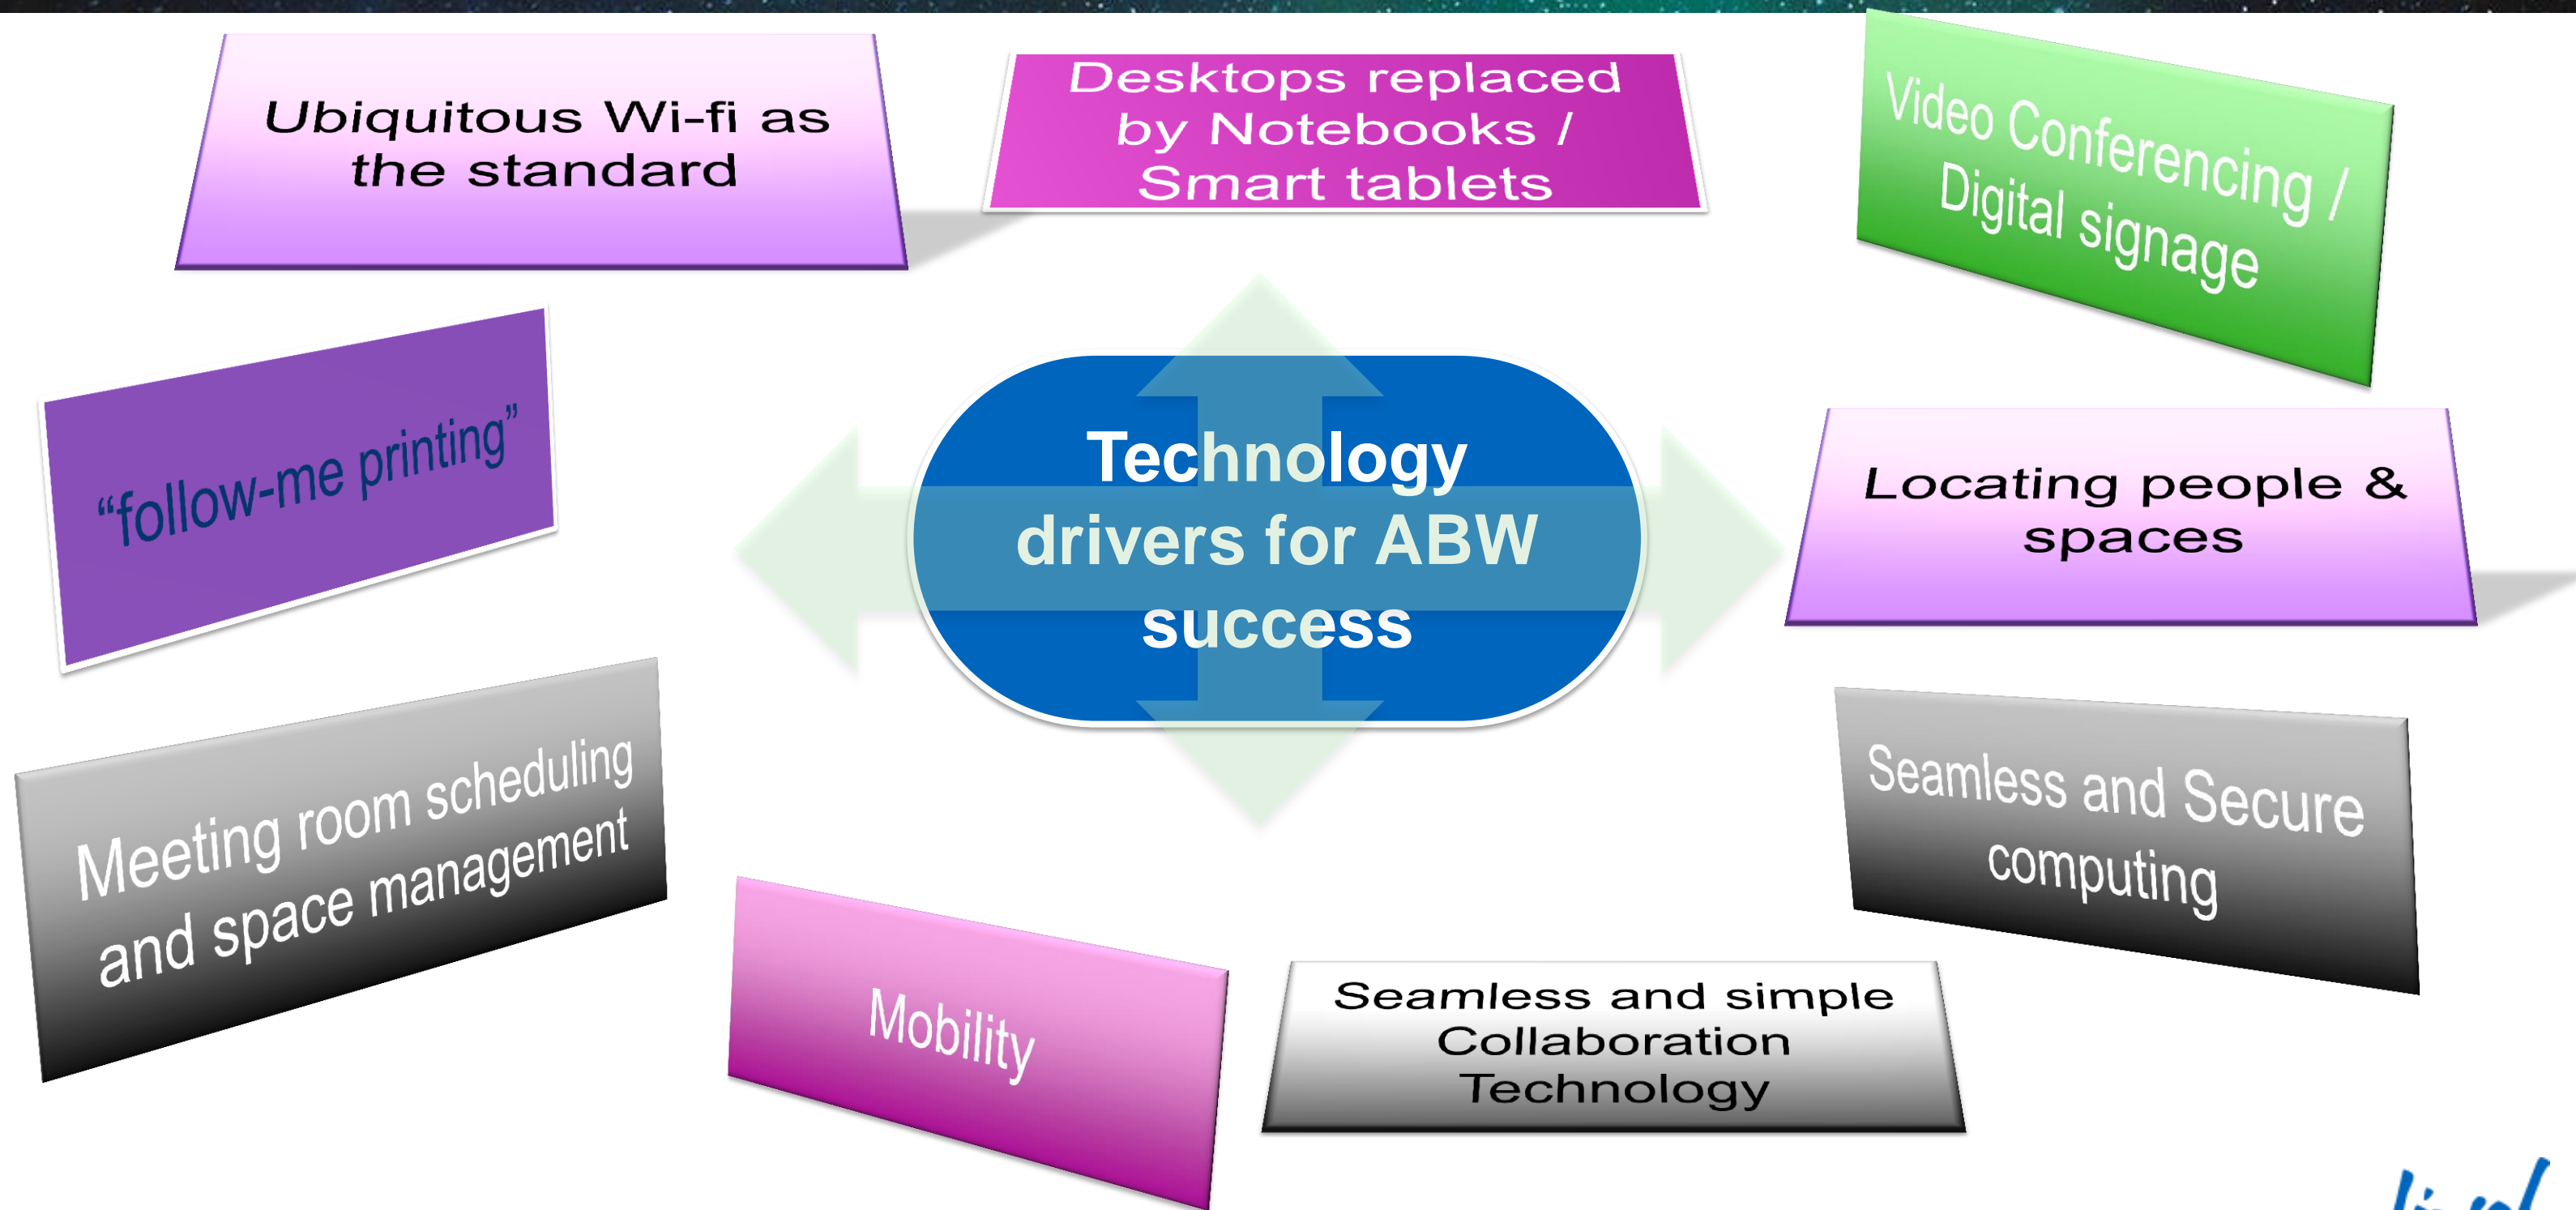 Ubiquitous Wi-fi as
the standard
Desktops replaced
by Notebooks /
Smart tablets
Video Conferencing /
Digital signage
“follow-me printing”
Technology
drivers for ABW
success
Locating people &
spaces
Meeting room scheduling
and space management
Seamless and Secure
computing
Mobility
Seamless and simple
Collaboration
Technology